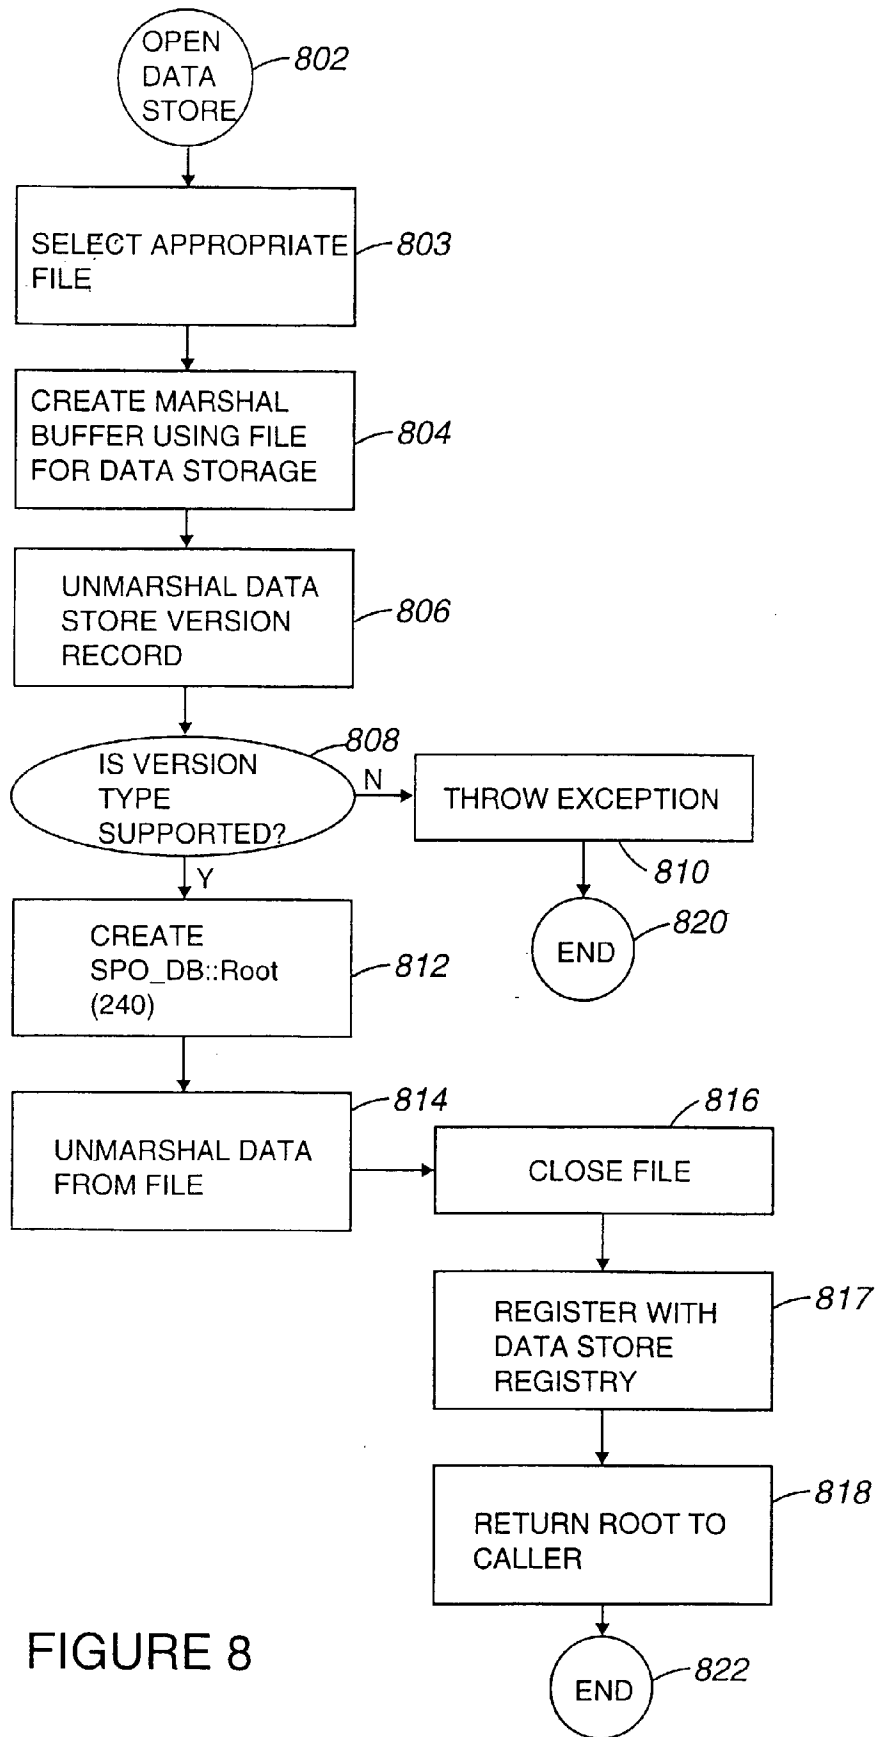 OPEN
DATA
STORE
802
SELECT APPROPRIATE
FILE
803
CREATE MARSHAL
BUFFER USING FILE
FOR DATA STORAGE
804
UNMARSHAL DATA
STORE VERSION
RECORD
806
IS VERSION
TYPE
SUPPORTED?
808
N
THROW EXCEPTION
810
END
820
Y
CREATE
SPO_DB::Root
(240)
812
UNMARSHAL DATA
FROM FILE
814
CLOSE FILE
816
REGISTER WITH
DATA STORE
REGISTRY
817
RETURN ROOT TO
CALLER
818
END
822
FIGURE 8